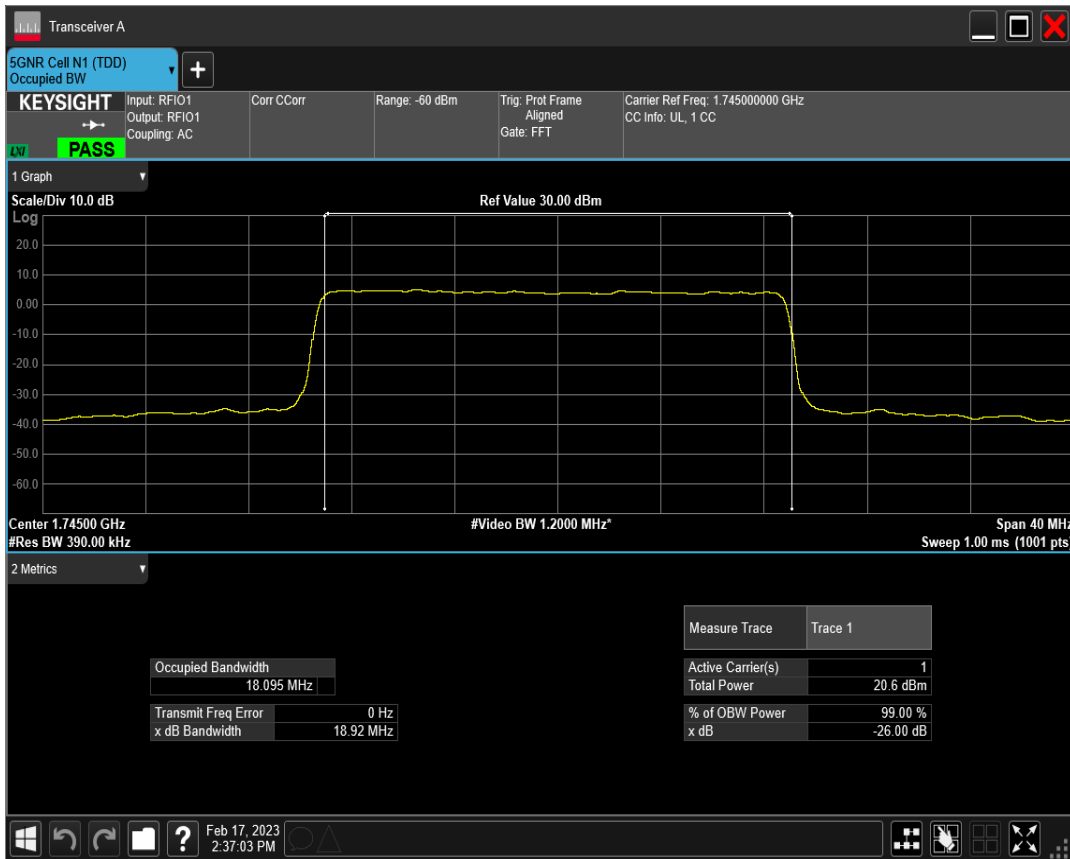 Transceiver A
5GNR Cell N1 (TDD)
Occupied BW
+
KEYSIGHT
LXI
PASS
Input: RFIO1
Output: RFIO1
Coupling: AC
Corr CCorr
Range: -60 dBm
Trig: Prot Frame
Aligned
Gate: FFT
Carrier Ref Freq: 1.745000000 GHz
CC Info: UL, 1 CC
1 Graph
Scale/Div 10.0 dB
Ref Value 30.00 dBm
Log
20.0
10.0
0.00
-10.0
-20.0
-30.0
-40.0
-50.0
-60.0
Center 1.74500 GHz
#Video BW 1.2000 MHz*
Span 40 MHz
#Res BW 390.00 kHz
Sweep 1.00 ms (1001 pts)
2 Metrics
Measure Trace Trace 1
Occupied Bandwidth
18.095 MHz
Active Carrier(s) 1
Total Power 20.6 dBm
Transmit Freq Error 0 Hz
x dB Bandwidth 18.92 MHz
% of OBW Power 99.00 %
x dB -26.00 dB
?
Feb 17, 2023
2:37:03 PM